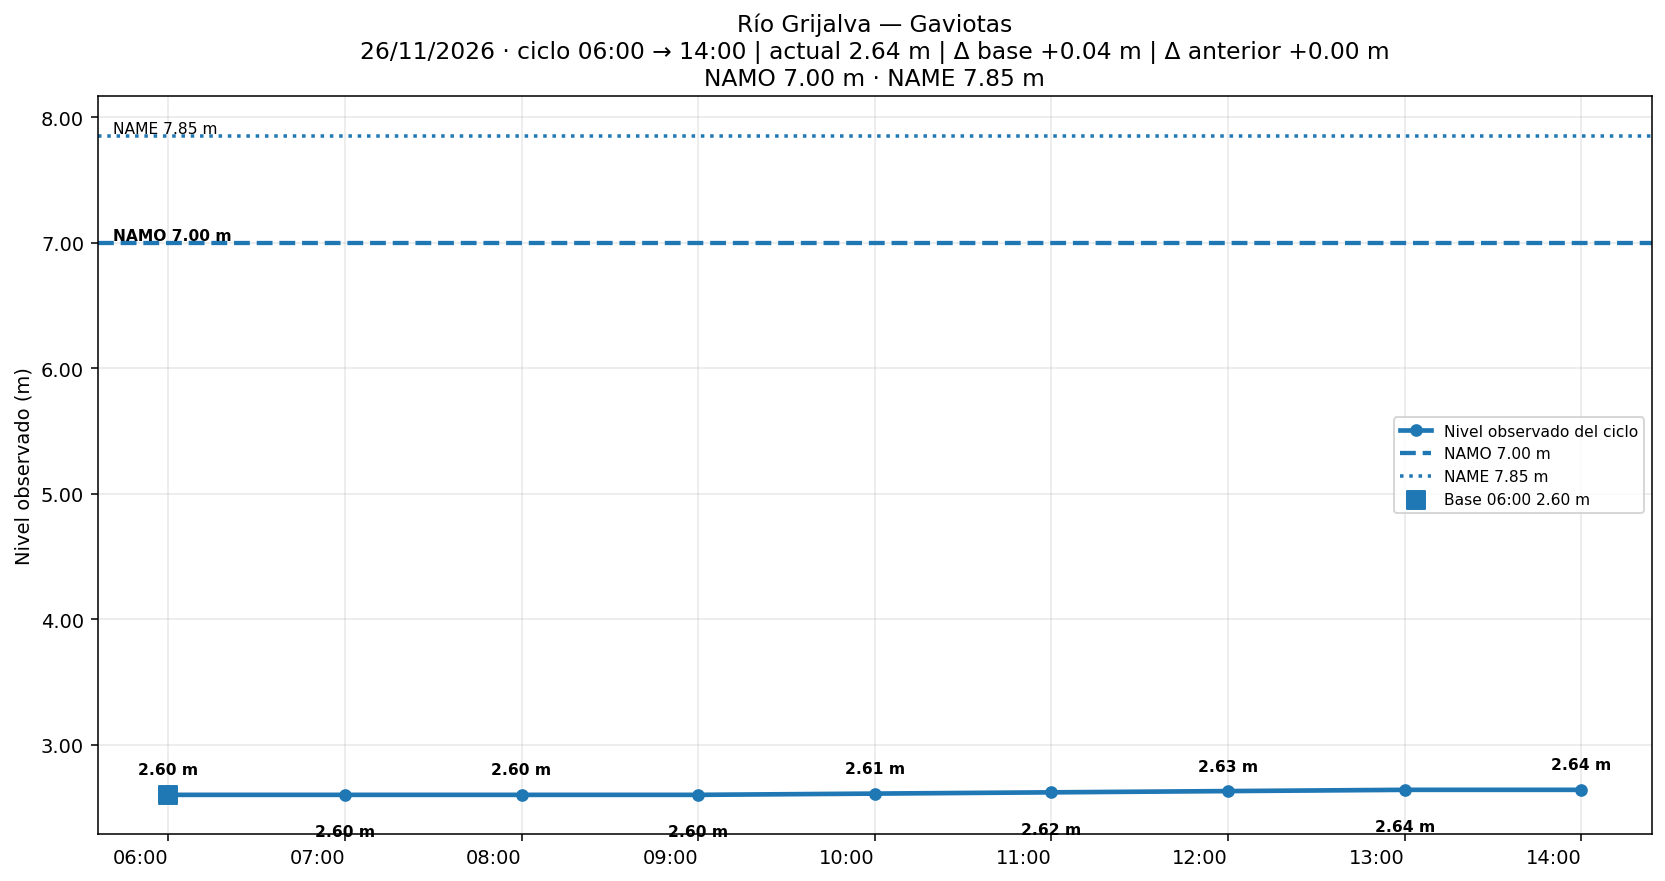 Río Grijalva — Gaviotas
26/11/2026 · ciclo 06:00 → 14:00 | actual 2.64 m | Δ base +0.04 m | Δ anterior +0.00 m
NAMO 7.00 m · NAME 7.85 m
8.00
NAME 7.85 m
7.00
NAMO 7.00 m
6.00
5.00
4.00
3.00
Nivel observado (m)
Nivel observado del ciclo
NAMO 7.00 m
NAME 7.85 m
Base 06:00 2.60 m
2.60 m
2.60 m
2.60 m
2.60 m
2.61 m
2.62 m
2.63 m
2.64 m
2.64 m
06:00
07:00
08:00
09:00
10:00
11:00
12:00
13:00
14:00